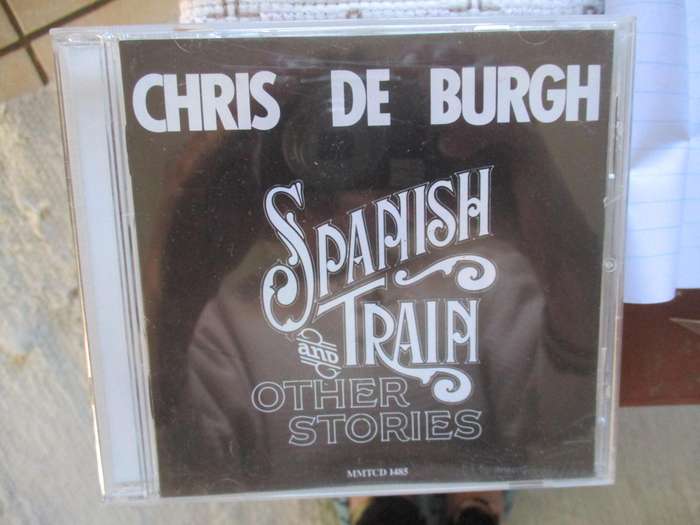 CHRIS DE BURGH
SPANISH
TRAIN
AND
OTHER
STORIES
MMTCD 1485